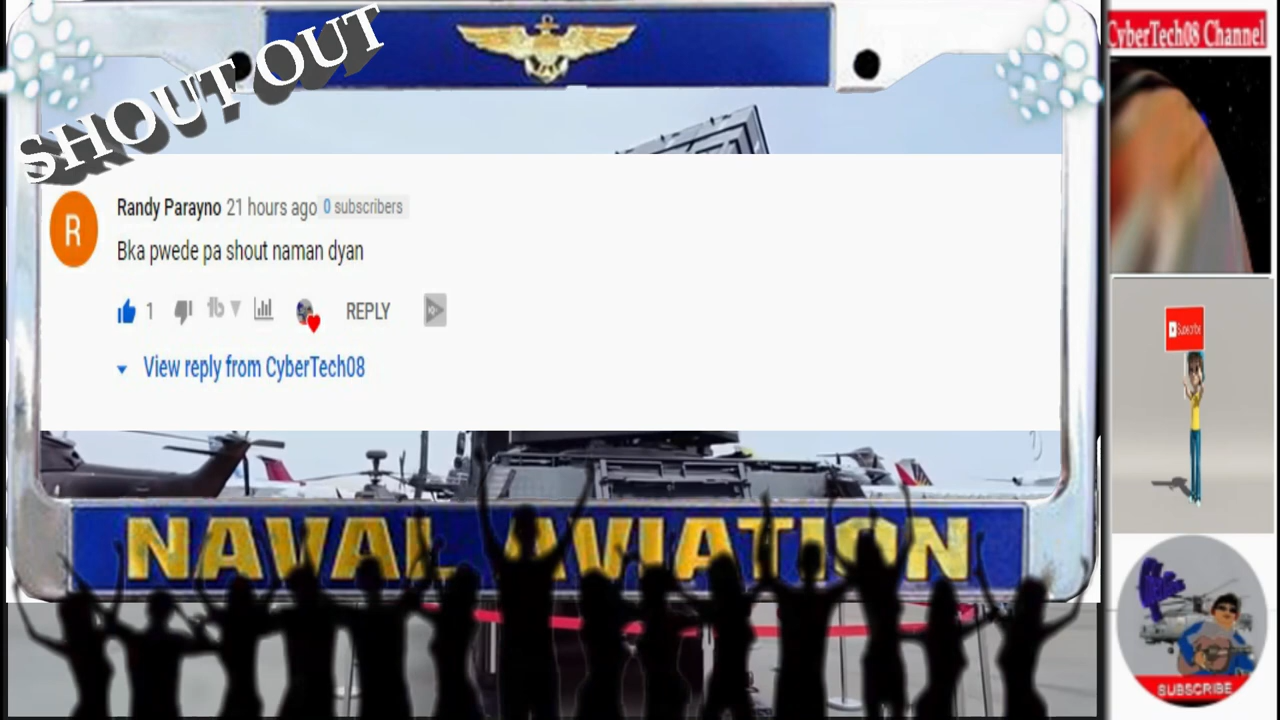 SHOUT OUT
CyberTech08 Channel
Randy Parayno 21 hours ago 0 subscribers
Bka pwede pa shout naman dyan
1
REPLY
View reply from CyberTech08
Subscribe
NAVAL AVIATION
SUBSCRIBE